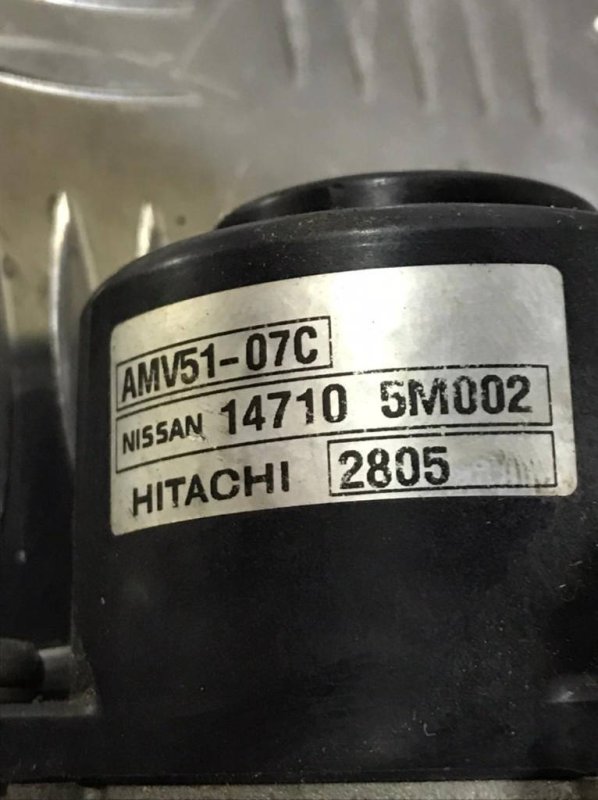 AMV51-07C
NISSAN 14710 5M002
HITACHI 2805